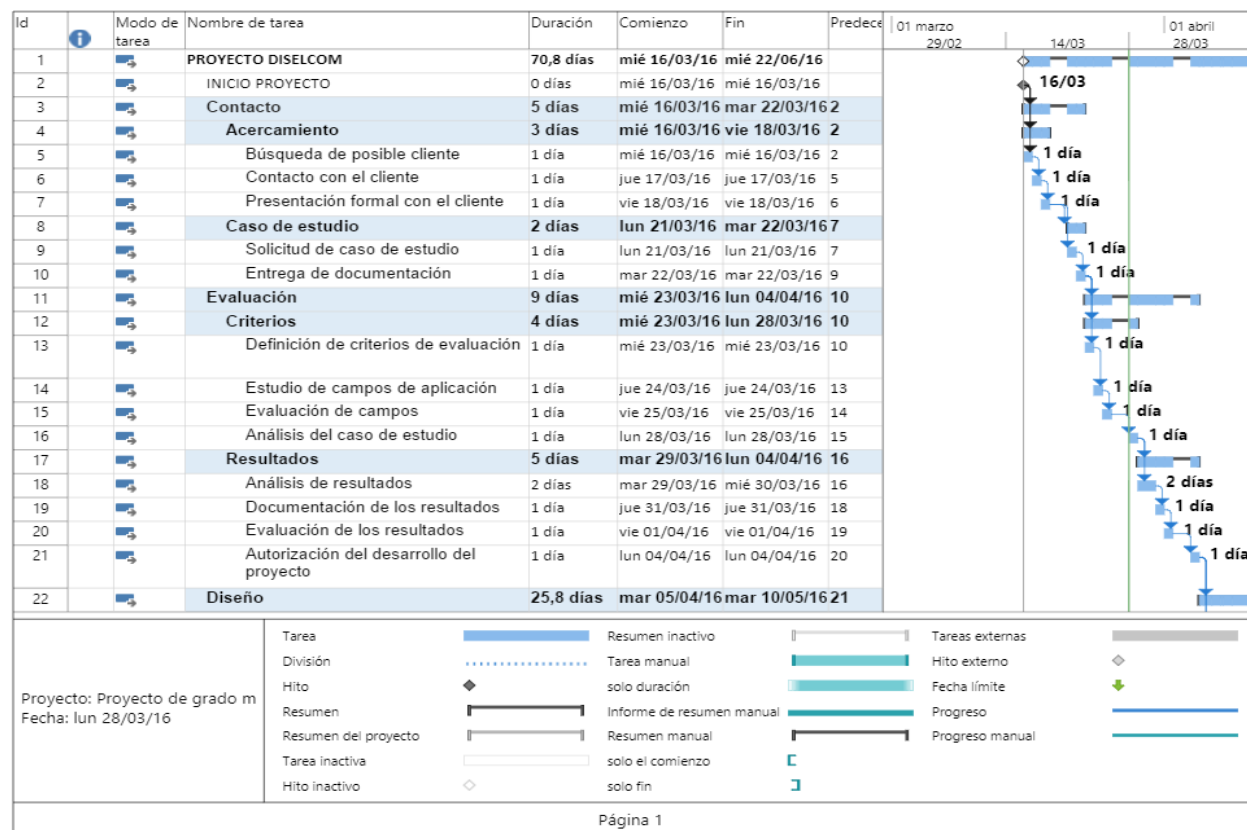 Id Modo de tarea Nombre de tarea Duración Comienzo Fin Predece 01 marzo 01 abril
29/02 14/03 28/03
1 PROYECTO DISELCOM 70,8 días mié 16/03/16 mié 22/06/16
2 INICIO PROYECTO 0 días mié 16/03/16 mié 16/03/16 16/03
3 Contacto 5 días mié 16/03/16 mar 22/03/16 2
4 Acercamiento 3 días mié 16/03/16 vie 18/03/16 2
5 Búsqueda de posible cliente 1 día mié 16/03/16 mié 16/03/16 2 1 día
6 Contacto con el cliente 1 día jue 17/03/16 jue 17/03/16 5 1 día
7 Presentación formal con el cliente 1 día vie 18/03/16 vie 18/03/16 6 1 día
8 Caso de estudio 2 días lun 21/03/16 mar 22/03/16 7
9 Solicitud de caso de estudio 1 día lun 21/03/16 lun 21/03/16 7 1 día
10 Entrega de documentación 1 día mar 22/03/16 mar 22/03/16 9 1 día
11 Evaluación 9 días mié 23/03/16 lun 04/04/16 10
12 Criterios 4 días mié 23/03/16 lun 28/03/16 10
13 Definición de criterios de evaluación 1 día mié 23/03/16 mié 23/03/16 10 1 día
14 Estudio de campos de aplicación 1 día jue 24/03/16 jue 24/03/16 13 1 día
15 Evaluación de campos 1 día vie 25/03/16 vie 25/03/16 14 1 día
16 Análisis del caso de estudio 1 día lun 28/03/16 lun 28/03/16 15 1 día
17 Resultados 5 días mar 29/03/16 lun 04/04/16 16
18 Análisis de resultados 2 días mar 29/03/16 mié 30/03/16 16 2 días
19 Documentación de los resultados 1 día jue 31/03/16 jue 31/03/16 18 1 día
20 Evaluación de los resultados 1 día vie 01/04/16 vie 01/04/16 19 1 día
21 Autorización del desarrollo del 1 día lun 04/04/16 lun 04/04/16 20 1 día
proyecto
22 Diseño 25,8 días mar 05/04/16 mar 10/05/16 21
Proyecto: Proyecto de grado m
Fecha: lun 28/03/16
Tarea Resumen inactivo Tareas externas
División Tarea manual Hito externo
Hito solo duración Fecha límite
Resumen Informe de resumen manual Progreso
Resumen del proyecto Resumen manual Progreso manual
Tarea inactiva solo el comienzo
Hito inactivo solo fin
Página 1